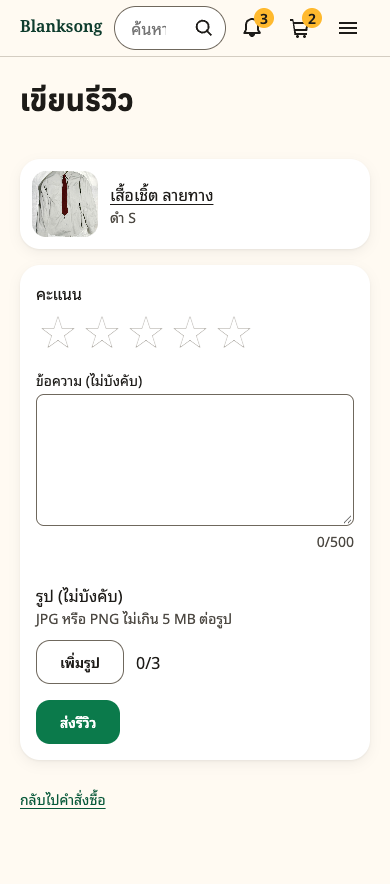 Blanksong
ค้นหา
3
2
เขียนรีวิว
เสื้อเชิ้ต ลายทาง
ดำ S
คะแนน
ข้อความ (ไม่บังคับ)
0/500
รูป (ไม่บังคับ)
JPG หรือ PNG ไม่เกิน 5 MB ต่อรูป
เพิ่มรูป
0/3
ส่งรีวิว
กลับไปคำสั่งซื้อ